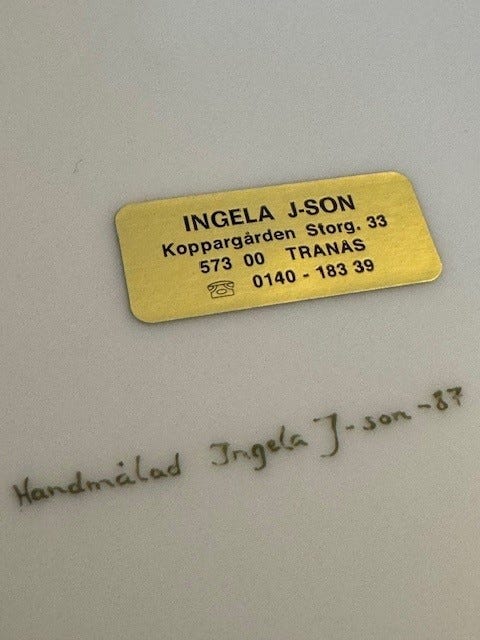 INGELA J-SON
Koppargården Storg. 33
573 00 TRANÅS
☏ 0140 - 183 39
Handmålad Ingela J-son -87